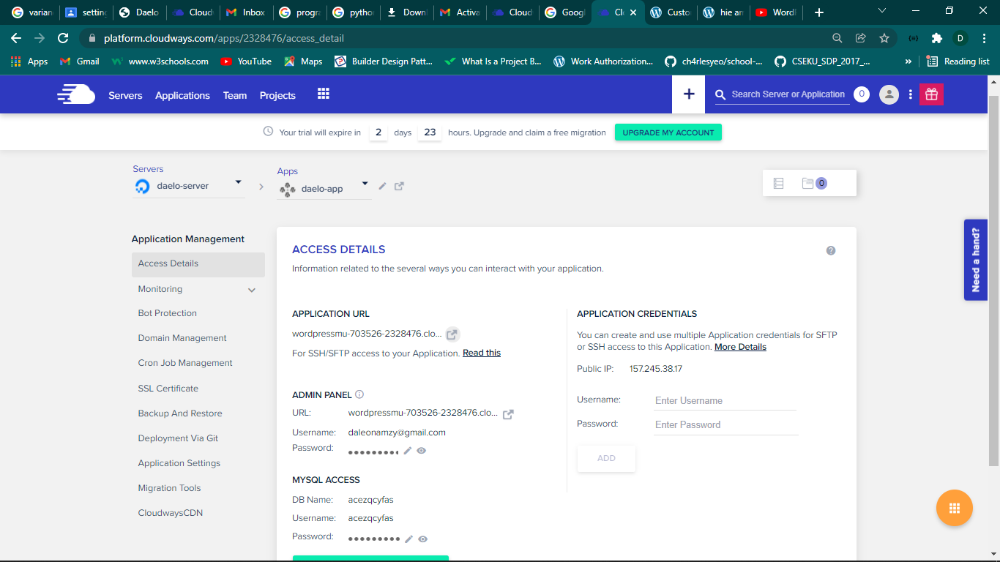 varian
setting
Daelo
Cloud
Inbox
progra
python
Downl
Activa
Cloud
Googl
Clo
Custo
hie an
WordP
platform.cloudways.com/apps/2328476/access_detail
D
Apps Gmail www.w3schools.com YouTube Maps Builder Design Patt... What Is a Project B... Work Authorization... ch4rlesyeo/school-... CSEKU_SDP_2017_... » Reading list
Servers Applications Team Projects + Search Server or Application 0
Your trial will expire in 2 days 23 hours. Upgrade and claim a free migration UPGRADE MY ACCOUNT
Servers
daelo-server
Apps
daelo-app
0
Need a hand?
Application Management
Access Details
Monitoring
Bot Protection
Domain Management
Cron Job Management
SSL Certificate
Backup And Restore
Deployment Via Git
Application Settings
Migration Tools
CloudwaysCDN
ACCESS DETAILS
Information related to the several ways you can interact with your application.
APPLICATION URL
wordpressmu-703526-2328476.clo...
For SSH/SFTP access to your Application. Read this
ADMIN PANEL
URL: wordpressmu-703526-2328476.clo...
Username: daleonamzy@gmail.com
Password: •••••••••
MYSQL ACCESS
DB Name: acezqcyfas
Username: acezqcyfas
Password: •••••••••
APPLICATION CREDENTIALS
You can create and use multiple Application credentials for SFTP
or SSH access to this Application. More Details
Public IP: 157.245.38.17
Username: Enter Username
Password: Enter Password
ADD